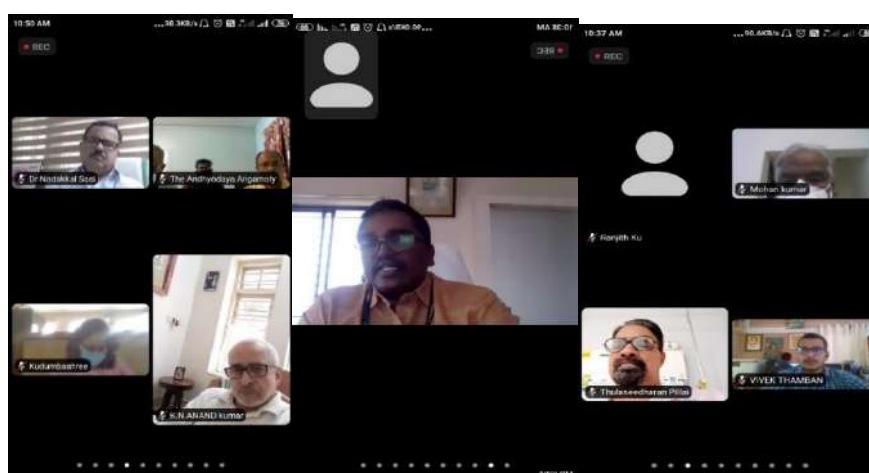 10:50 AM
REC
Dr Nadakkal Sasi
The Andhyodaya Angamaly
Kudumbashree
B.N.ANAND kumar
REC
10:37 AM
REC
Mohan kumar
Ranjith Ku
Thulaseedharan Pillai
VIVEK THAMBAN